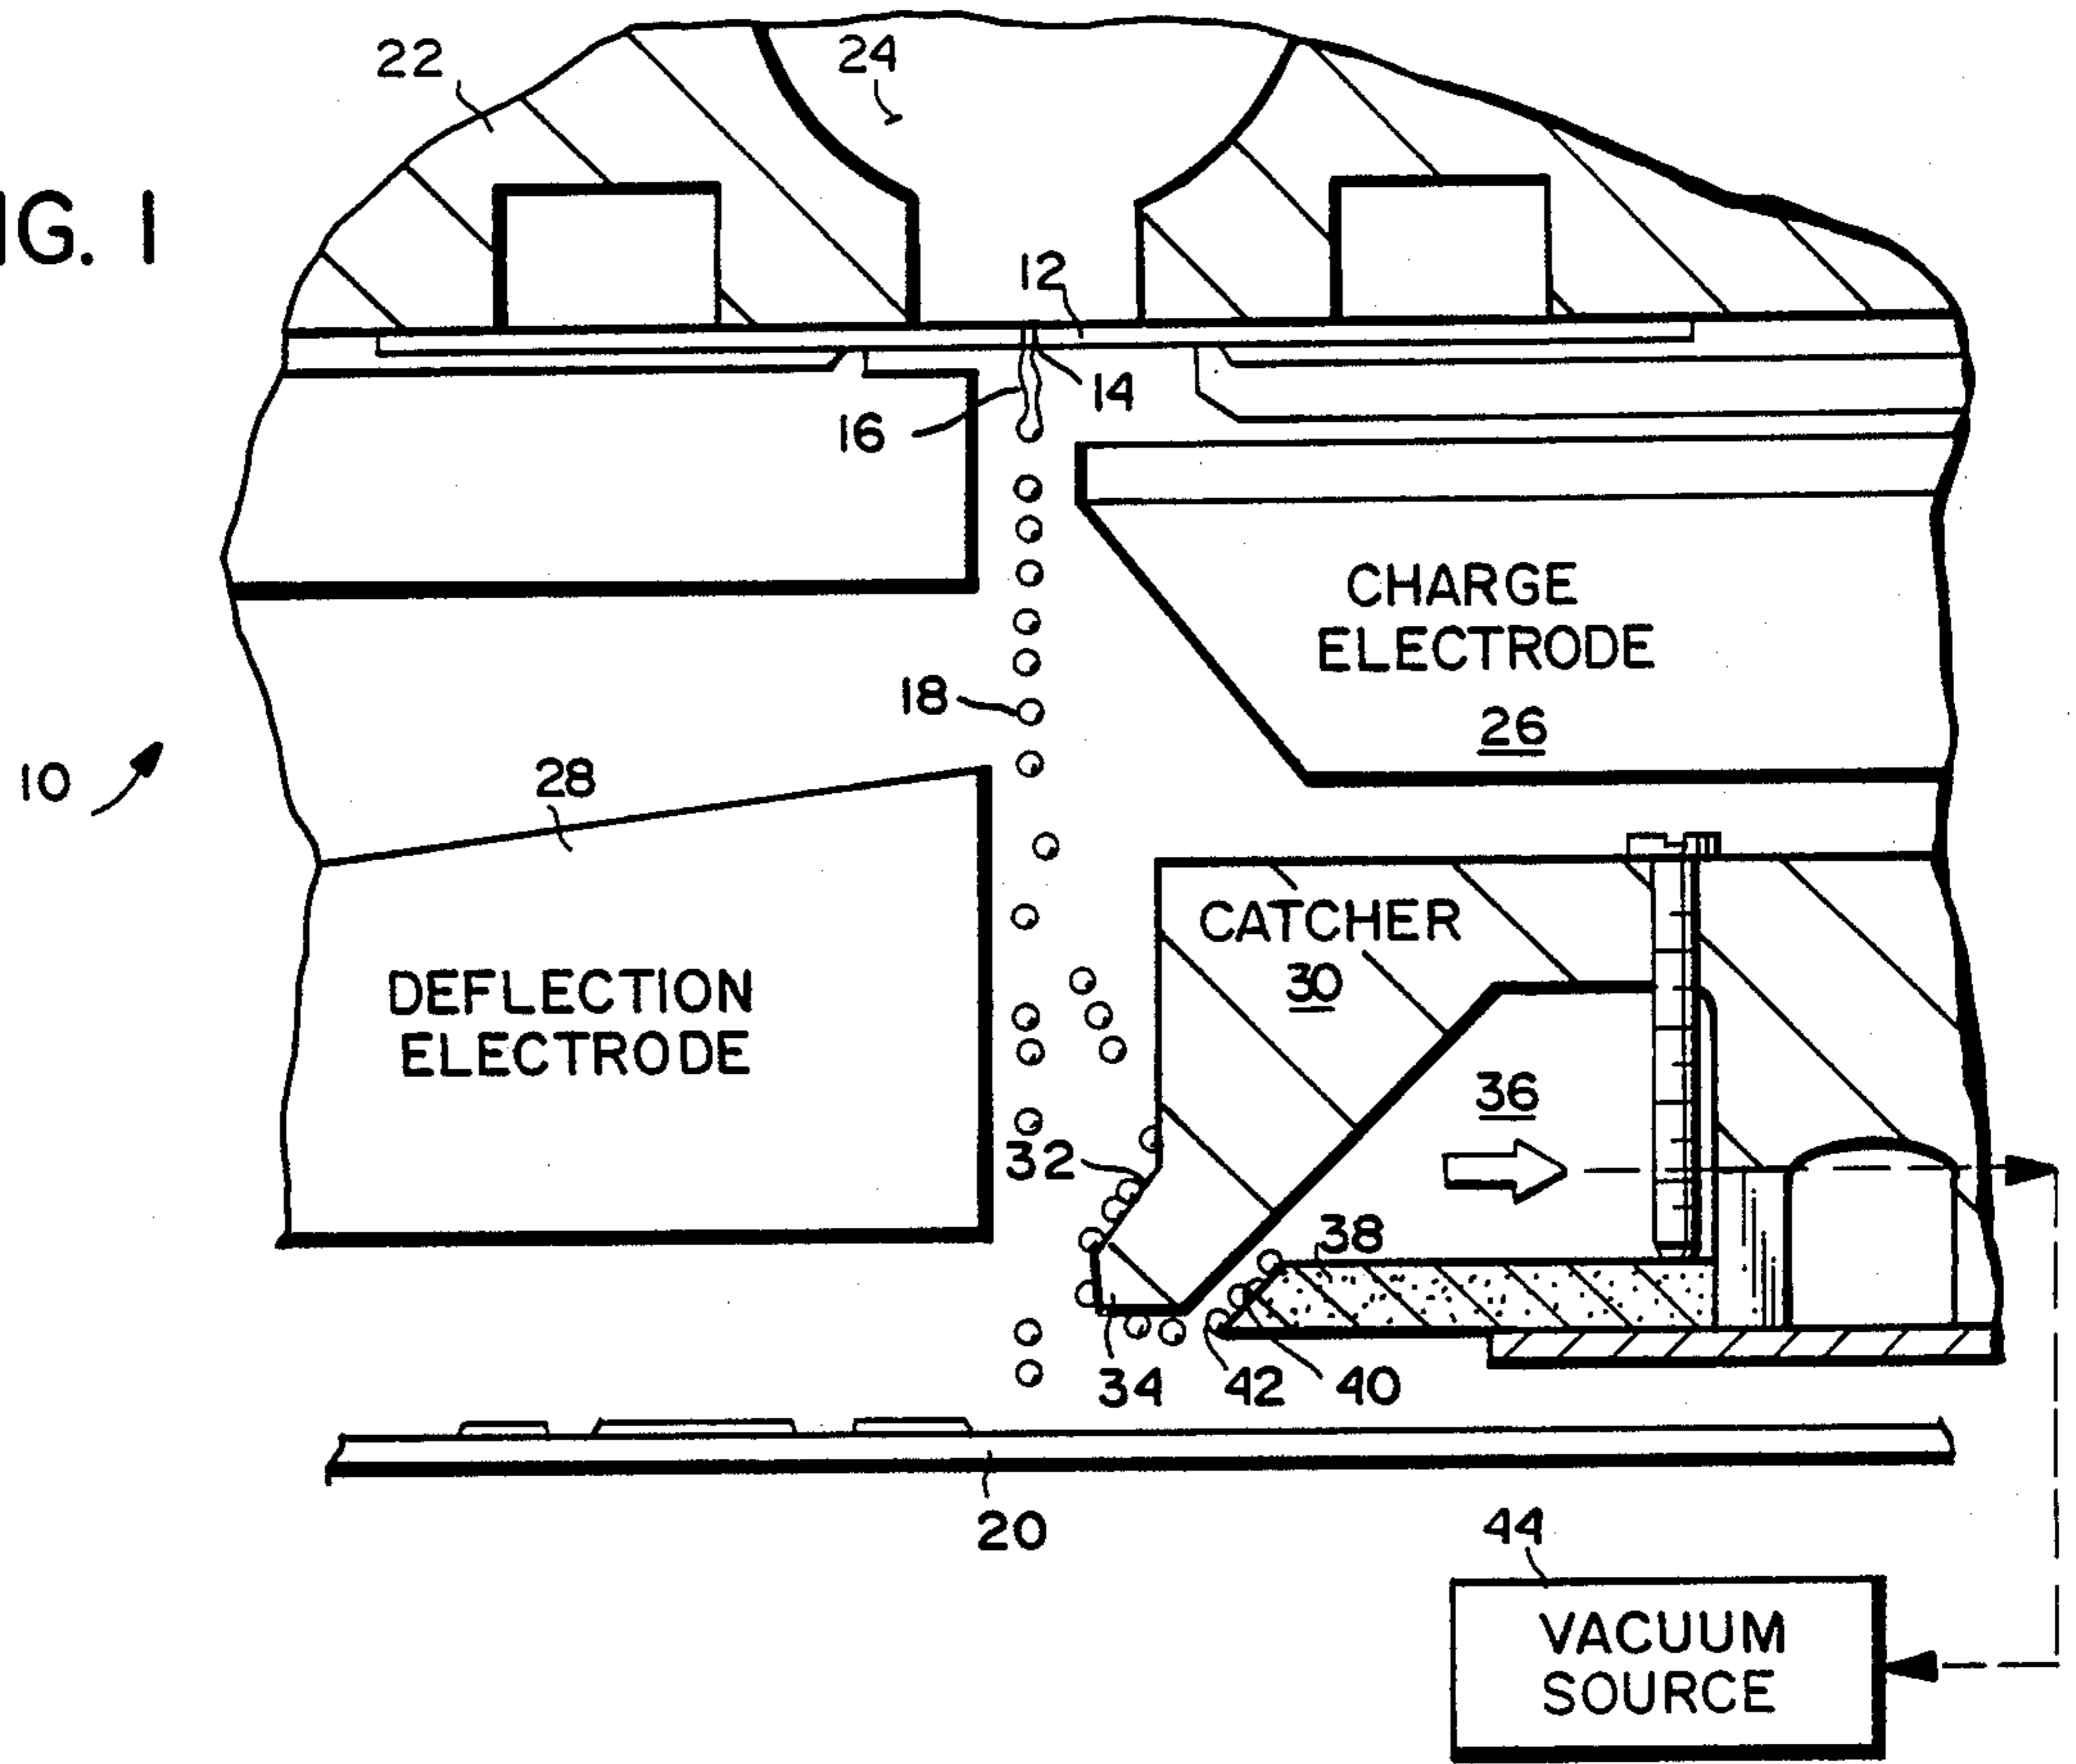 22
24
IG. 1
12
14
16
CHARGE
ELECTRODE
18
26
10
28
CATCHER
30
DEFLECTION
ELECTRODE
36
32
38
34
42
40
20
44
VACUUM
SOURCE